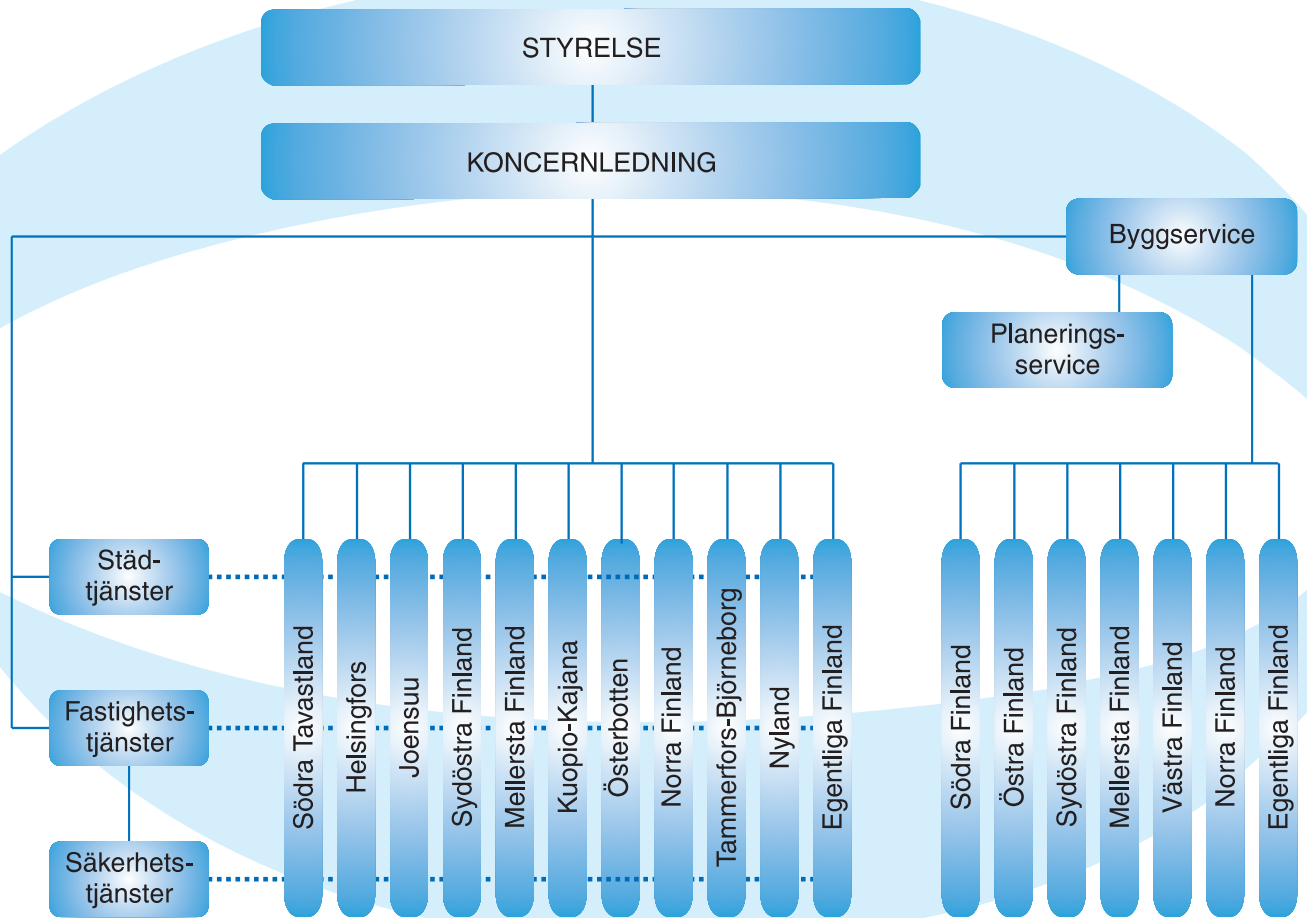 STYRELSE
KONCERNLEDNING
Byggservice
Planerings-
service
Städ-
tjänster
Fastighets-
tjänster
Säkerhets-
tjänster
Södra Tavastland
Helsingfors
Joensuu
Sydöstra Finland
Mellersta Finland
Kuopio-Kajana
Österbotten
Norra Finland
Tammerfors-Björneborg
Nyland
Egentliga Finland
Södra Finland
Östra Finland
Sydöstra Finland
Mellersta Finland
Västra Finland
Norra Finland
Egentliga Finland